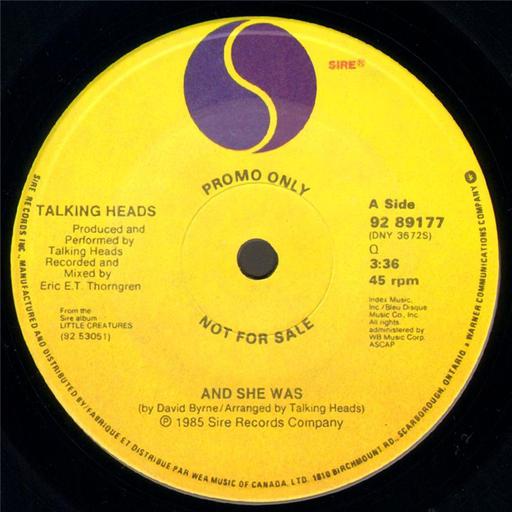 SIRE®
PROMO ONLY
TALKING HEADS
Produced and
Performed by
Talking Heads
Recorded and
Mixed by
Eric E.T. Thorngren
From the
Sire album
LITTLE CREATURES
(92 53051)
A Side
92 89177
(DNY 3672S)
Q
3:36
45 rpm
Index Music,
Inc./Bleu Disque
Music Co., Inc.
All rights
administered by
WB Music Corp.
ASCAP
NOT FOR SALE
AND SHE WAS
(by David Byrne/Arranged by Talking Heads)
℗ 1985 Sire Records Company
SIRE RECORDS INC., MANUFACTURED AND DISTRIBUTED BY/FABRIQUE ET DISTRIBUE PAR WEA MUSIC OF CANADA, LTD. 1810 BIRCHMOUNT RD., SCARBOROUGH, ONTARIO • A WARNER COMMUNICATIONS COMPANY